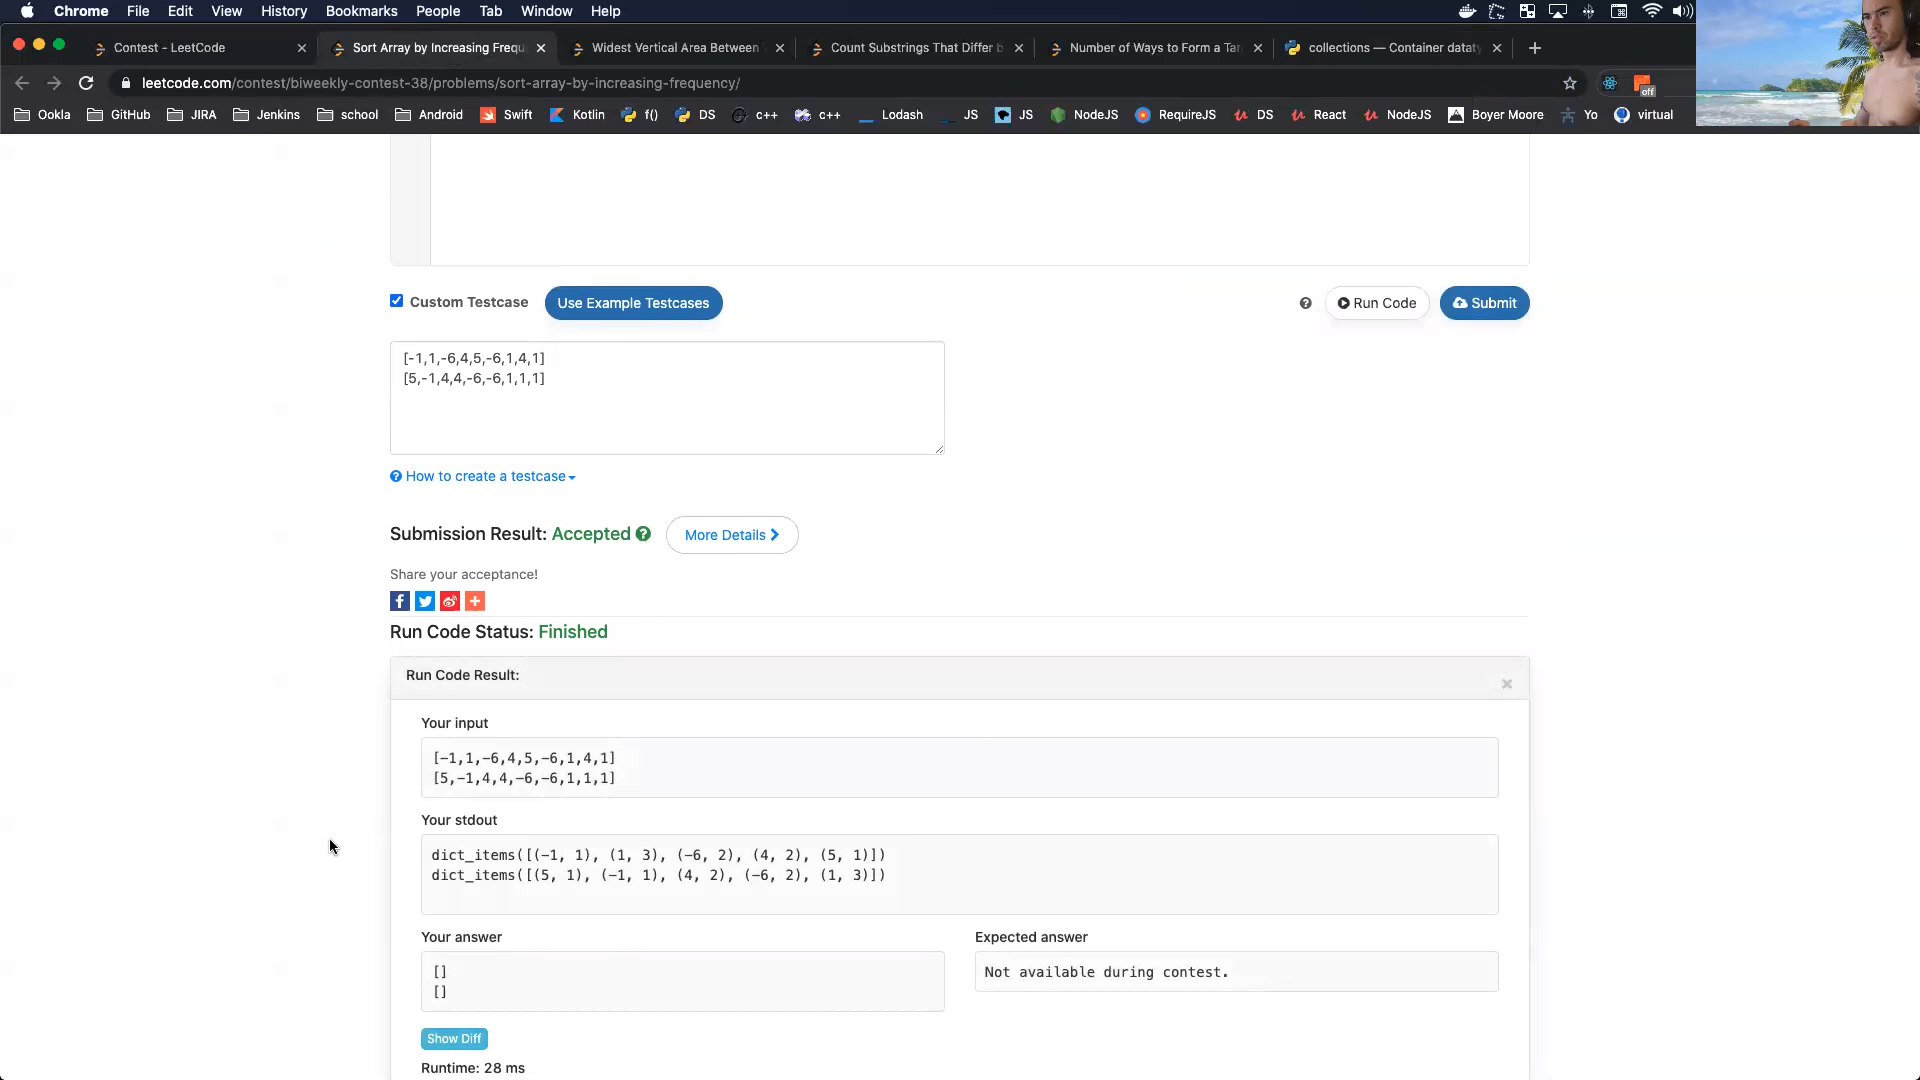 Chrome File Edit View History Bookmarks People Tab Window Help
Contest - LeetCode
Sort Array by Increasing Frequ
Widest Vertical Area Between
Count Substrings That Differ b
Number of Ways to Form a Tar
collections — Container dataty
leetcode.com/contest/biweekly-contest-38/problems/sort-array-by-increasing-frequency/
off
Ookla GitHub JIRA Jenkins school Android Swift Kotlin f() DS c++ c++ Lodash JS JS NodeJS RequireJS DS React NodeJS Boyer Moore Yo virtual
Custom Testcase Use Example Testcases Run Code Submit
[-1,1,-6,4,5,-6,1,4,1]
[5,-1,4,4,-6,-6,1,1,1]
How to create a testcase
Submission Result: Accepted More Details
Share your acceptance!
Run Code Status: Finished
Run Code Result:
Your input
[-1,1,-6,4,5,-6,1,4,1]
[5,-1,4,4,-6,-6,1,1,1]
Your stdout
dict_items([(-1, 1), (1, 3), (-6, 2), (4, 2), (5, 1)])
dict_items([(5, 1), (-1, 1), (4, 2), (-6, 2), (1, 3)])
Your answer
[]
[]
Expected answer
Not available during contest.
Show Diff
Runtime: 28 ms